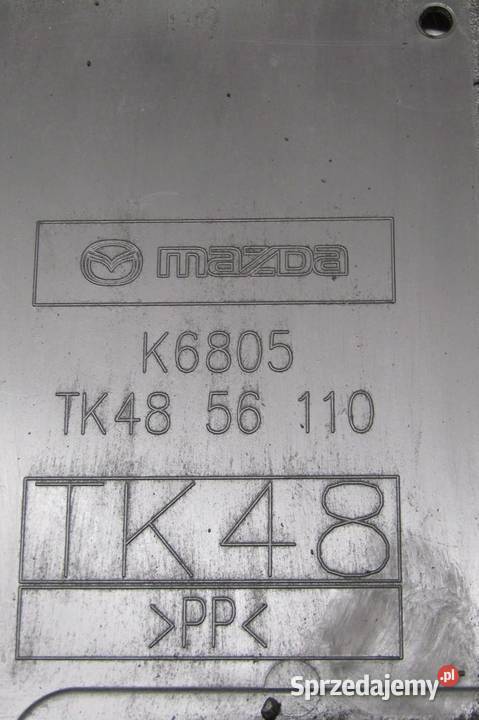 mazda
K6805
TK48 56 110
TK48
>PP<
Sprzedajemy.pl